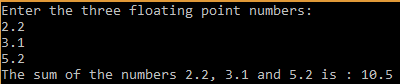 Enter the three floating point numbers:
2.2
3.1
5.2
The sum of the numbers 2.2, 3.1 and 5.2 is : 10.5